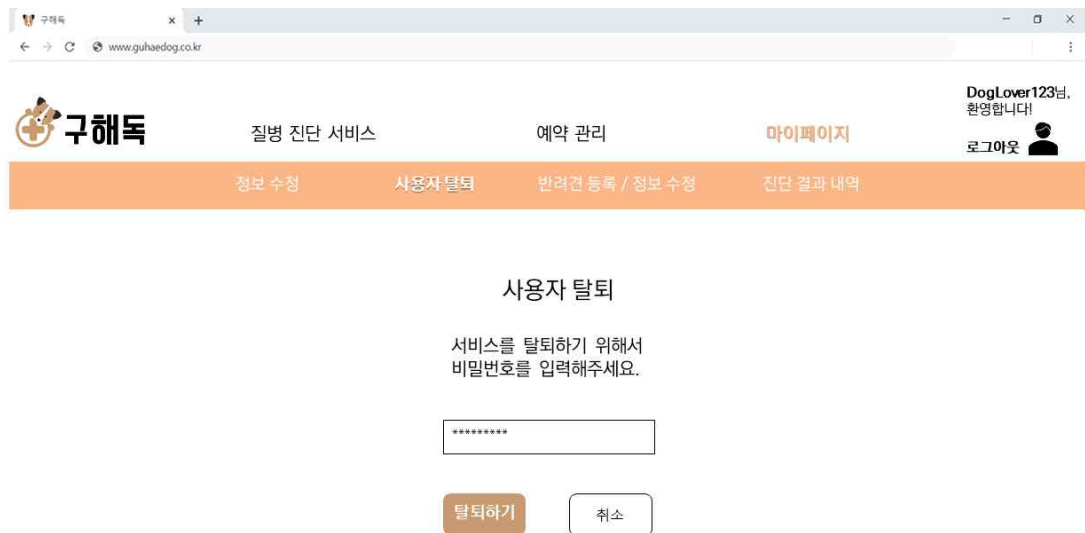 구해독
www.guhaedog.co.kr
DogLover123님,
환영합니다!
구해독
질병 진단 서비스
예약 관리
마이페이지
로그아웃
정보 수정
사용자 탈퇴
반려견 등록 / 정보 수정
진단 결과 내역
사용자 탈퇴
서비스를 탈퇴하기 위해서
비밀번호를 입력해주세요.
*********
탈퇴하기
취소